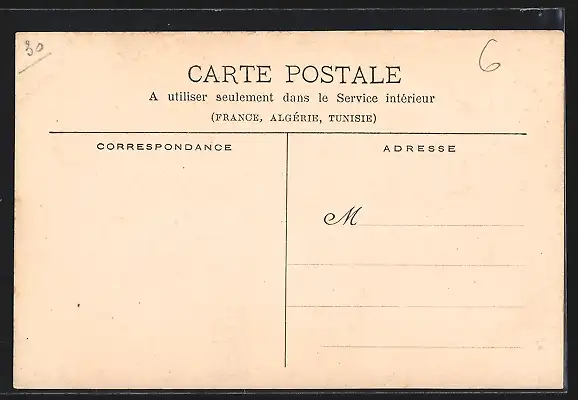 30
6
CARTE POSTALE
A utiliser seulement dans le Service intérieur
(FRANCE, ALGÉRIE, TUNISIE)
CORRESPONDANCE
ADRESSE
M